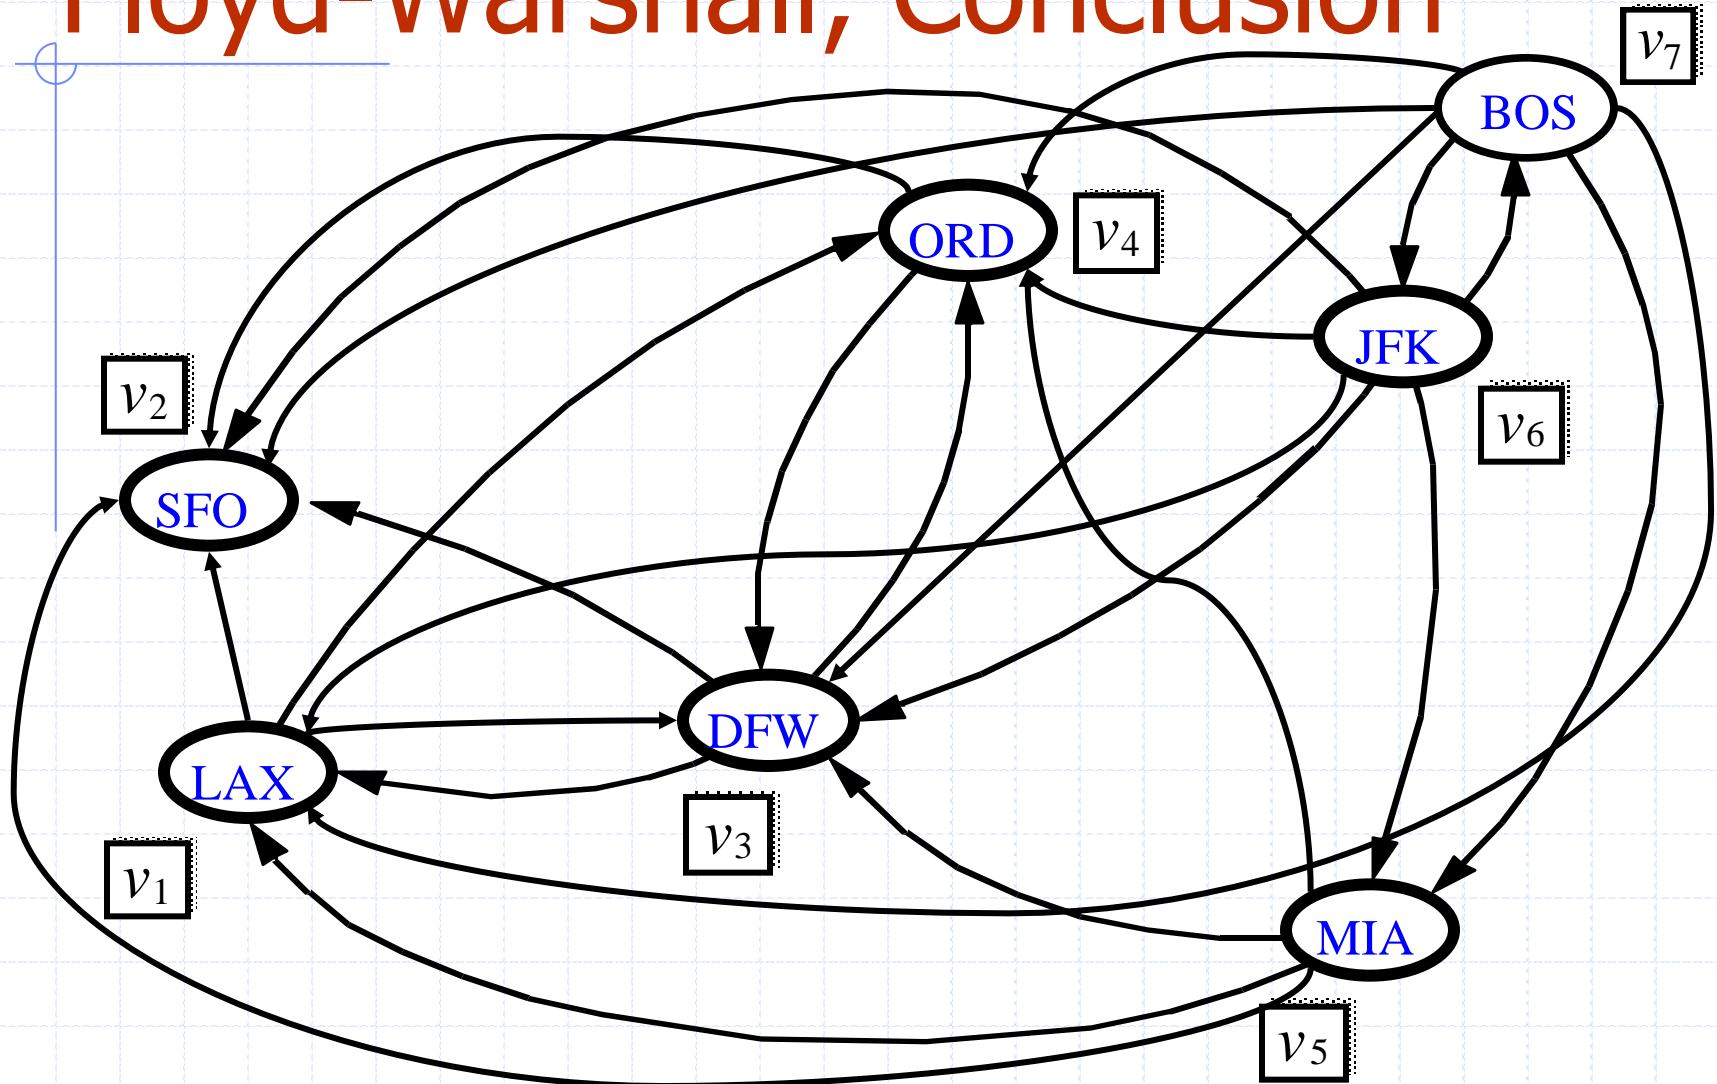 Floyd-Warshall, Conclusion
v7
BOS
ORD
v4
JFK
v2
v6
SFO
DFW
LAX
v3
v1
MIA
v5